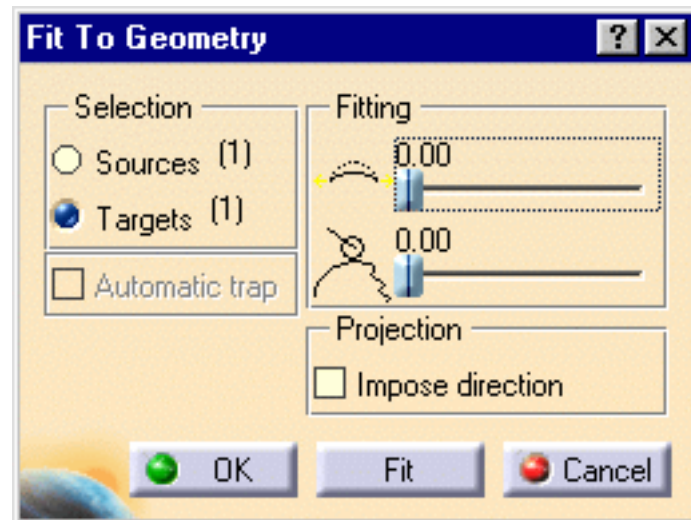 Fit To Geometry
Selection
Sources (1)
Targets (1)
Automatic trap
Fitting
0.00
0.00
Projection
Impose direction
OK
Fit
Cancel